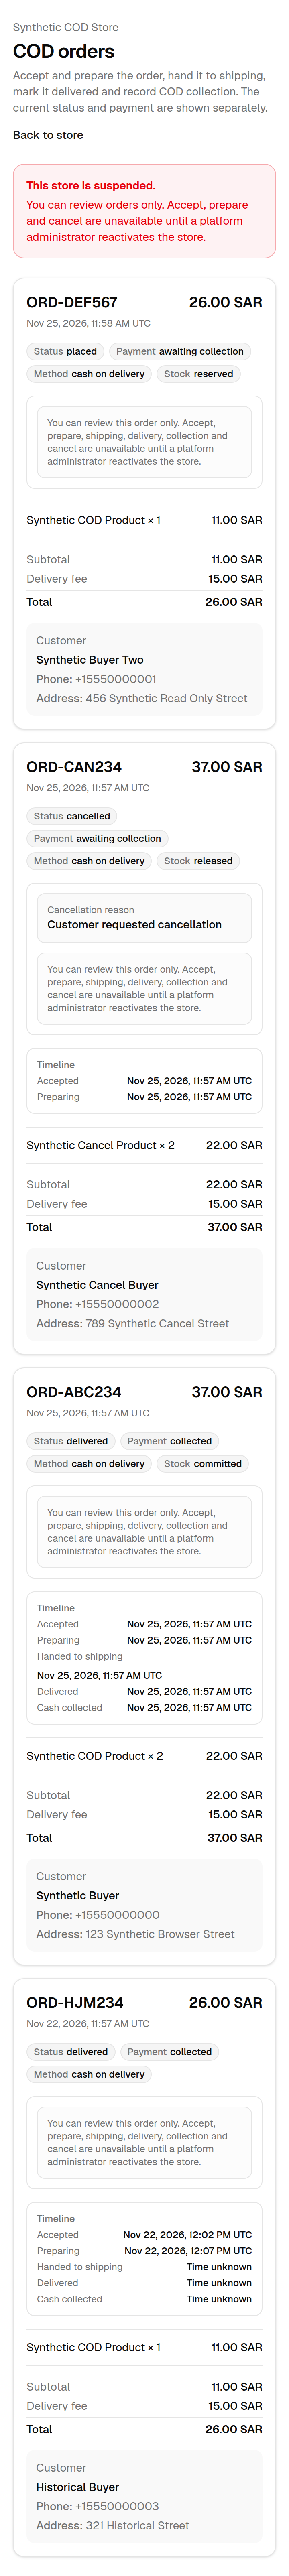 Synthetic COD Store
COD orders
Accept and prepare the order, hand it to shipping,
mark it delivered and record COD collection. The
current status and payment are shown separately.
Back to store
This store is suspended.
You can review orders only. Accept, prepare
and cancel are unavailable until a platform
administrator reactivates the store.
ORD-DEF567 26.00 SAR
Nov 25, 2026, 11:58 AM UTC
Status placed Payment awaiting collection
Method cash on delivery Stock reserved
You can review this order only. Accept,
prepare, shipping, delivery, collection and
cancel are unavailable until a platform
administrator reactivates the store.
Synthetic COD Product × 1 11.00 SAR
Subtotal 11.00 SAR
Delivery fee 15.00 SAR
Total 26.00 SAR
Customer
Synthetic Buyer Two
Phone: +15550000001
Address: 456 Synthetic Read Only Street
ORD-CAN234 37.00 SAR
Nov 25, 2026, 11:57 AM UTC
Status cancelled
Payment awaiting collection
Method cash on delivery Stock released
Cancellation reason
Customer requested cancellation
You can review this order only. Accept,
prepare, shipping, delivery, collection and
cancel are unavailable until a platform
administrator reactivates the store.
Timeline
Accepted Nov 25, 2026, 11:57 AM UTC
Preparing Nov 25, 2026, 11:57 AM UTC
Synthetic Cancel Product × 2 22.00 SAR
Subtotal 22.00 SAR
Delivery fee 15.00 SAR
Total 37.00 SAR
Customer
Synthetic Cancel Buyer
Phone: +15550000002
Address: 789 Synthetic Cancel Street
ORD-ABC234 37.00 SAR
Nov 25, 2026, 11:57 AM UTC
Status delivered Payment collected
Method cash on delivery Stock committed
You can review this order only. Accept,
prepare, shipping, delivery, collection and
cancel are unavailable until a platform
administrator reactivates the store.
Timeline
Accepted Nov 25, 2026, 11:57 AM UTC
Preparing Nov 25, 2026, 11:57 AM UTC
Handed to shipping
Nov 25, 2026, 11:57 AM UTC
Delivered Nov 25, 2026, 11:57 AM UTC
Cash collected Nov 25, 2026, 11:57 AM UTC
Synthetic COD Product × 2 22.00 SAR
Subtotal 22.00 SAR
Delivery fee 15.00 SAR
Total 37.00 SAR
Customer
Synthetic Buyer
Phone: +15550000000
Address: 123 Synthetic Browser Street
ORD-HJM234 26.00 SAR
Nov 22, 2026, 11:57 AM UTC
Status delivered Payment collected
Method cash on delivery
You can review this order only. Accept,
prepare, shipping, delivery, collection and
cancel are unavailable until a platform
administrator reactivates the store.
Timeline
Accepted Nov 22, 2026, 12:02 PM UTC
Preparing Nov 22, 2026, 12:07 PM UTC
Handed to shipping Time unknown
Delivered Time unknown
Cash collected Time unknown
Synthetic COD Product × 1 11.00 SAR
Subtotal 11.00 SAR
Delivery fee 15.00 SAR
Total 26.00 SAR
Customer
Historical Buyer
Phone: +15550000003
Address: 321 Historical Street